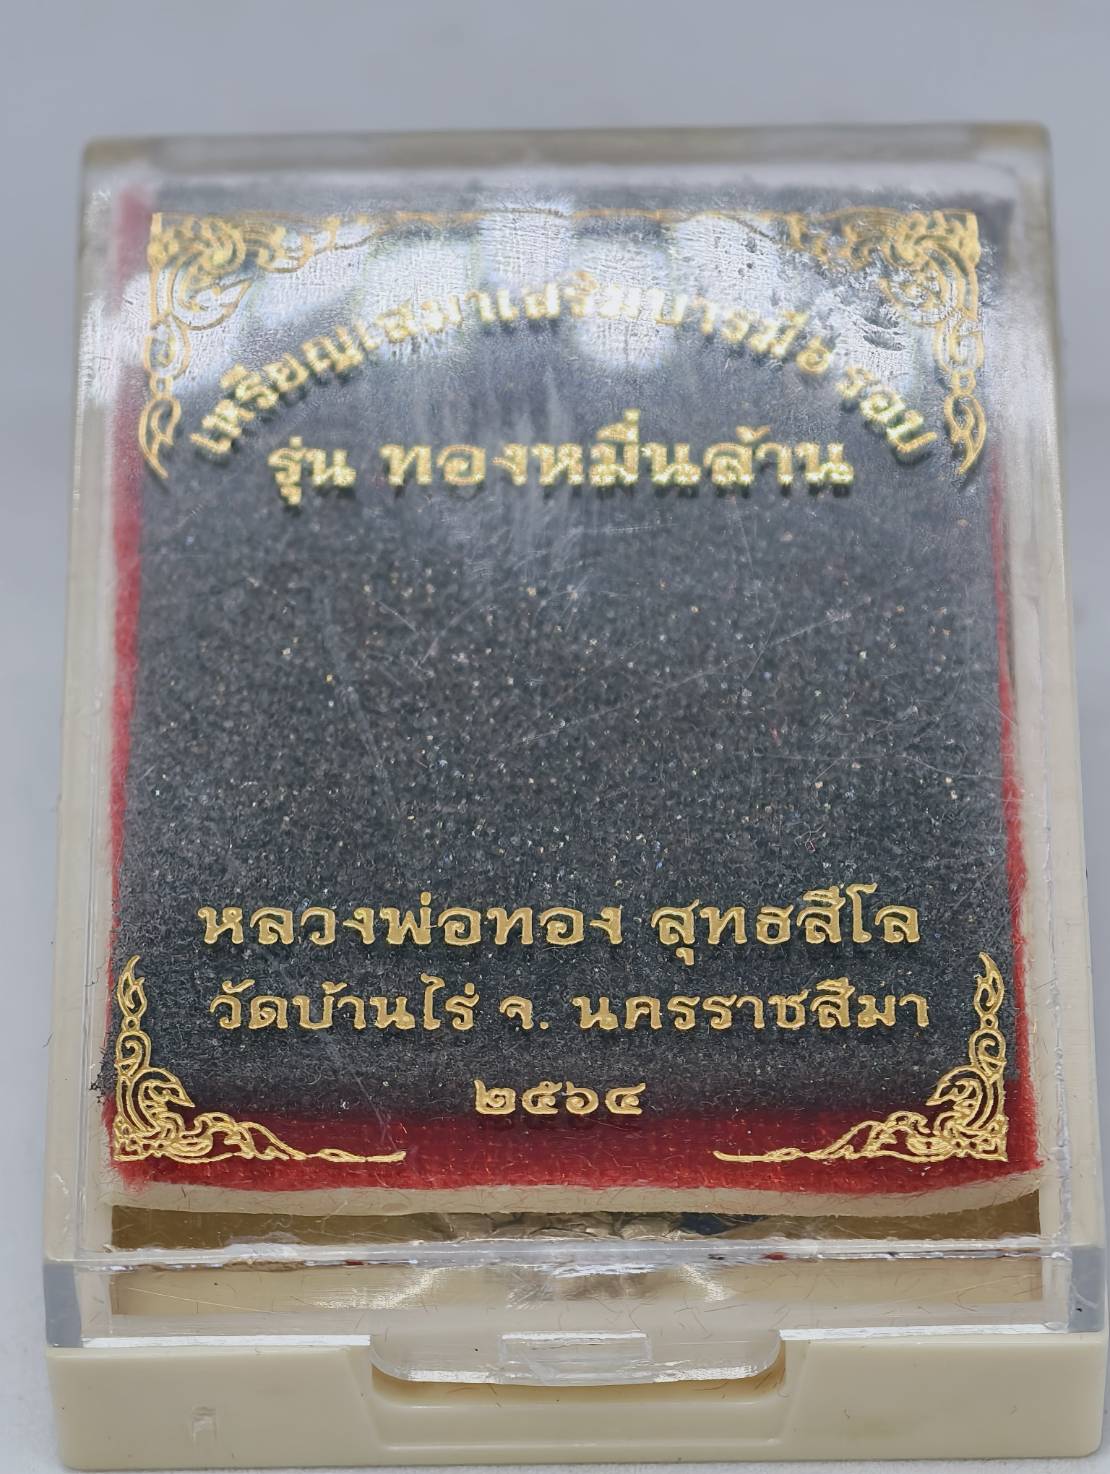 เหรียญเสมาเสริมบารมี๖ รอบ
รุ่น ทองหมื่นล้าน
หลวงพ่อทอง สุทธสีโล
วัดบ้านไร่ จ. นครราชสีมา
๒๕๖๔